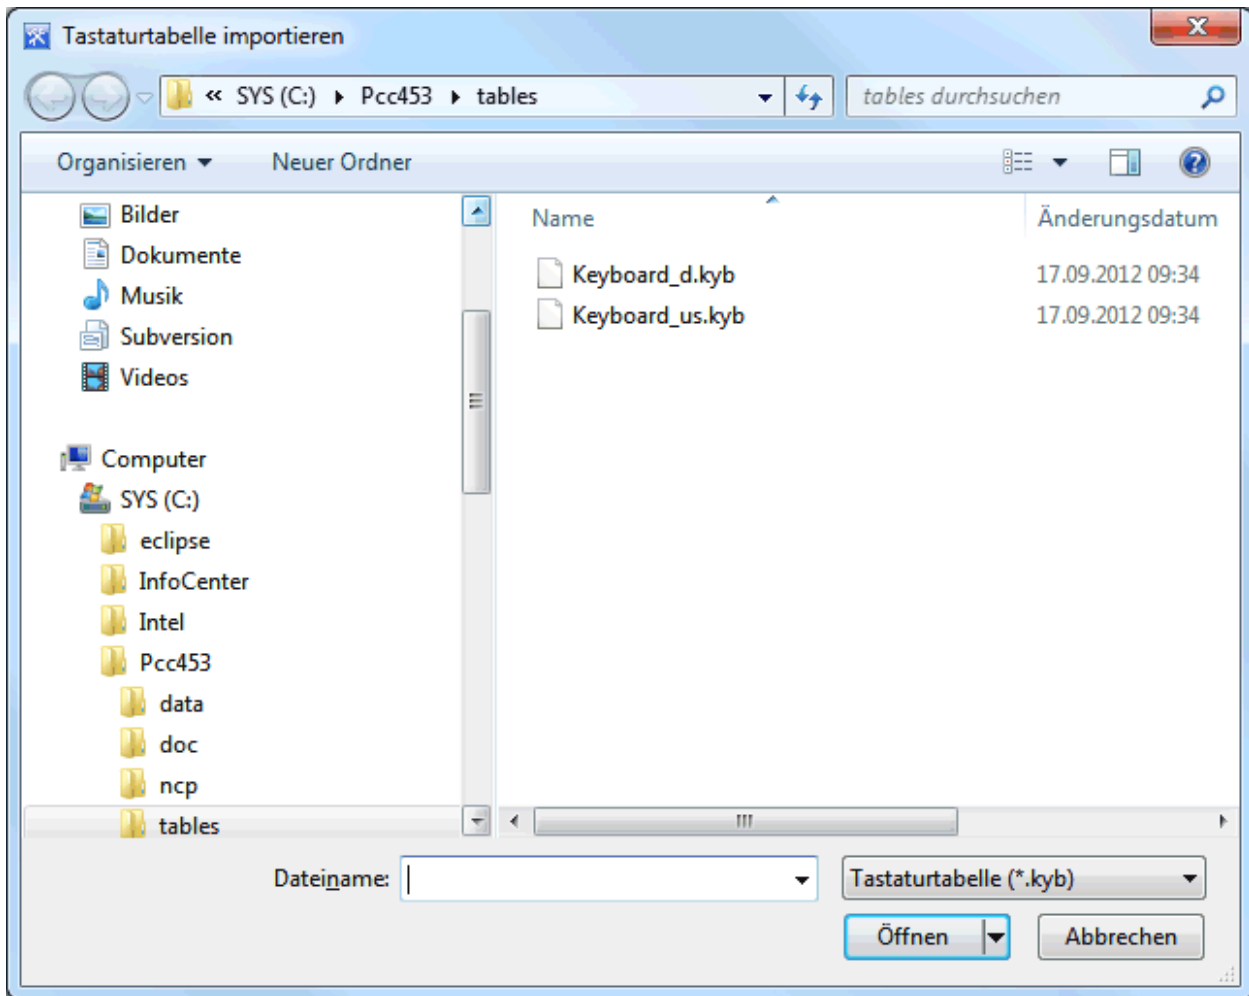 Tastaturtabelle importieren
« SYS (C:) Pcc453 tables
tables durchsuchen
Organisieren Neuer Ordner
Bilder
Dokumente
Musik
Subversion
Videos
Computer
SYS (C:)
eclipse
InfoCenter
Intel
Pcc453
data
doc
ncp
tables
Name Änderungsdatum
Keyboard_d.kyb 17.09.2012 09:34
Keyboard_us.kyb 17.09.2012 09:34
Dateiname: Tastaturtabelle (*.kyb)
Öffnen Abbrechen